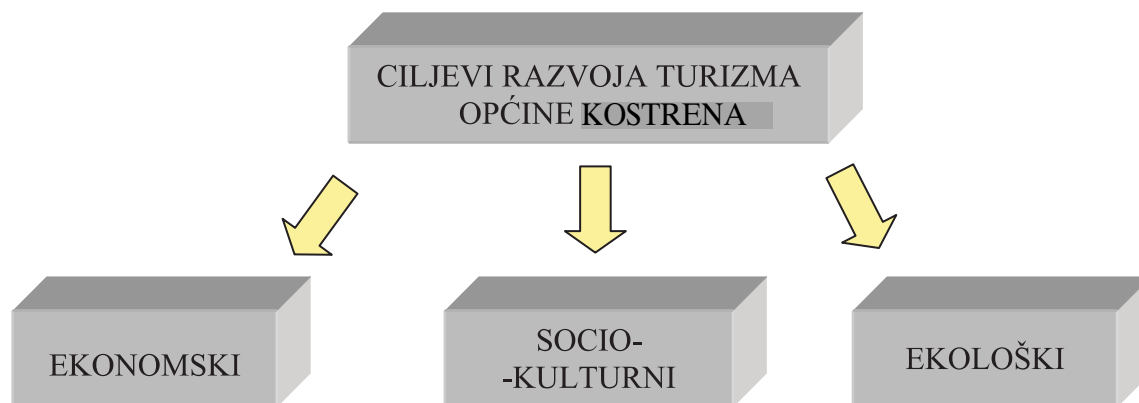 CILJEVI RAZVOJA TURIZMA
OPĆINE KOSTRENA
EKONOMSKI
SOCIO-
-KULTURNI
EKOLOŠKI